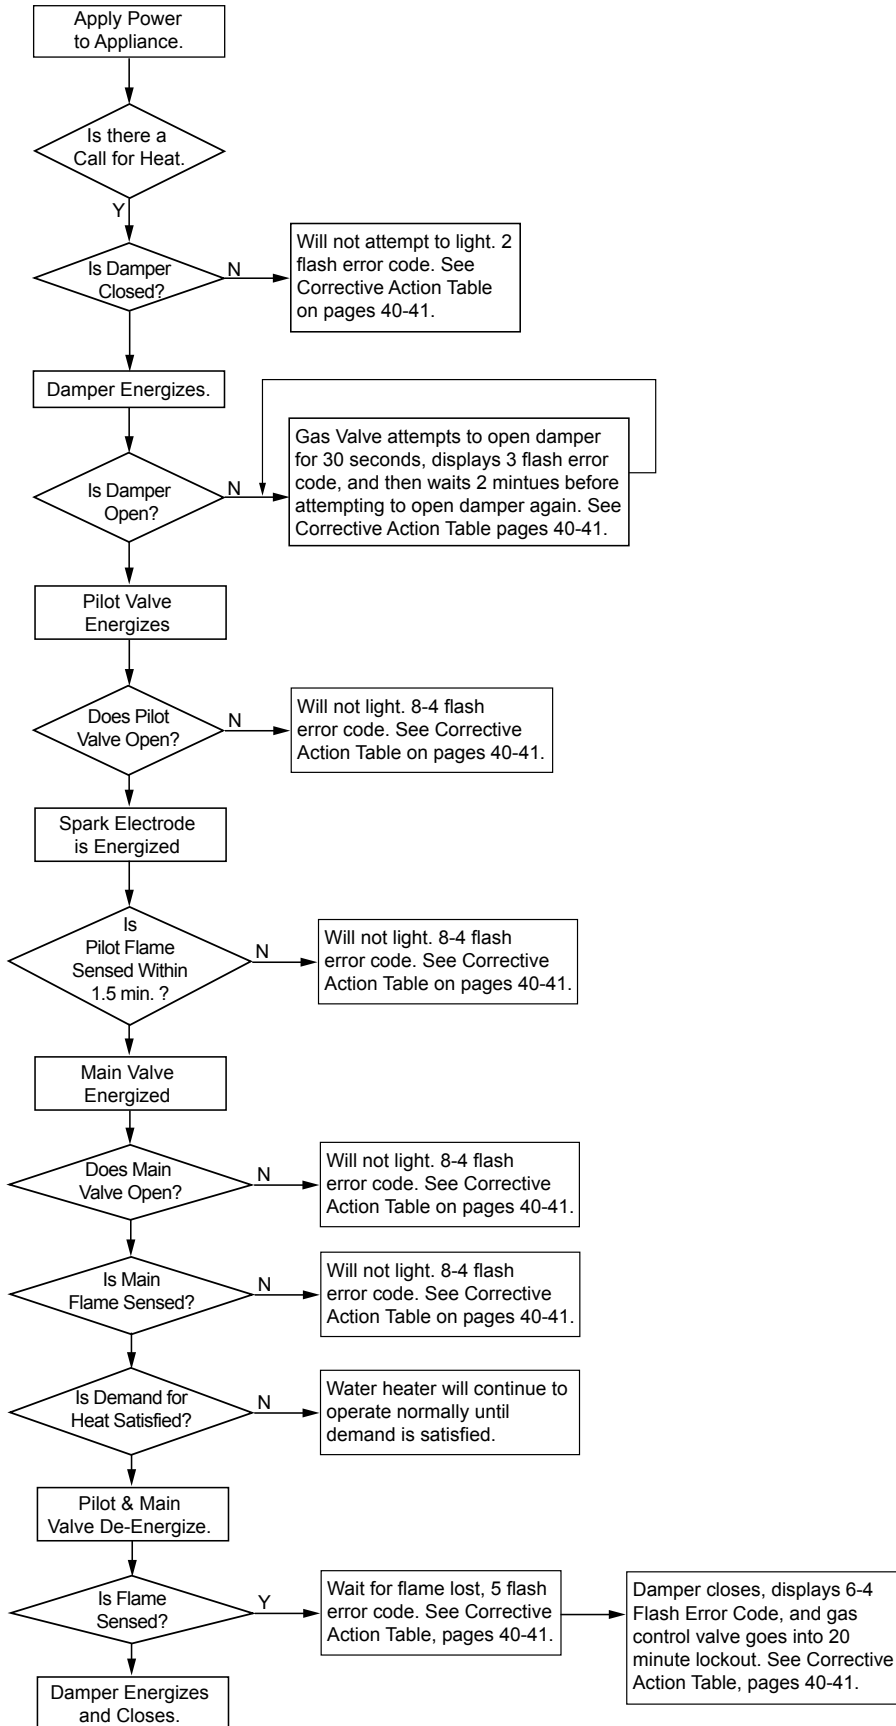 Apply Power
to Appliance.
Is there a
Call for Heat.
Y
Is Damper
Closed?
N
Will not attempt to light. 2
flash error code. See
Corrective Action Table
on pages 40-41.
Damper Energizes.
Is Damper
Open?
N
Gas Valve attempts to open damper
for 30 seconds, displays 3 flash error
code, and then waits 2 mintues before
attempting to open damper again. See
Corrective Action Table pages 40-41.
Pilot Valve
Energizes
Does Pilot
Valve Open?
N
Will not light. 8-4 flash
error code. See Corrective
Action Table on pages 40-41.
Spark Electrode
is Energized
Is
Pilot Flame
Sensed Within
1.5 min. ?
N
Will not light. 8-4 flash
error code. See Corrective
Action Table on pages 40-41.
Main Valve
Energized
Does Main
Valve Open?
N
Will not light. 8-4 flash
error code. See Corrective
Action Table on pages 40-41.
Is Main
Flame Sensed?
N
Will not light. 8-4 flash
error code. See Corrective
Action Table on pages 40-41.
Is Demand for
Heat Satisfied?
N
Water heater will continue to
operate normally until
demand is satisfied.
Pilot & Main
Valve De-Energize.
Is Flame
Sensed?
Y
Wait for flame lost, 5 flash
error code. See Corrective
Action Table, pages 40-41.
Damper closes, displays 6-4
Flash Error Code, and gas
control valve goes into 20
minute lockout. See Corrective
Action Table, pages 40-41.
Damper Energizes
and Closes.